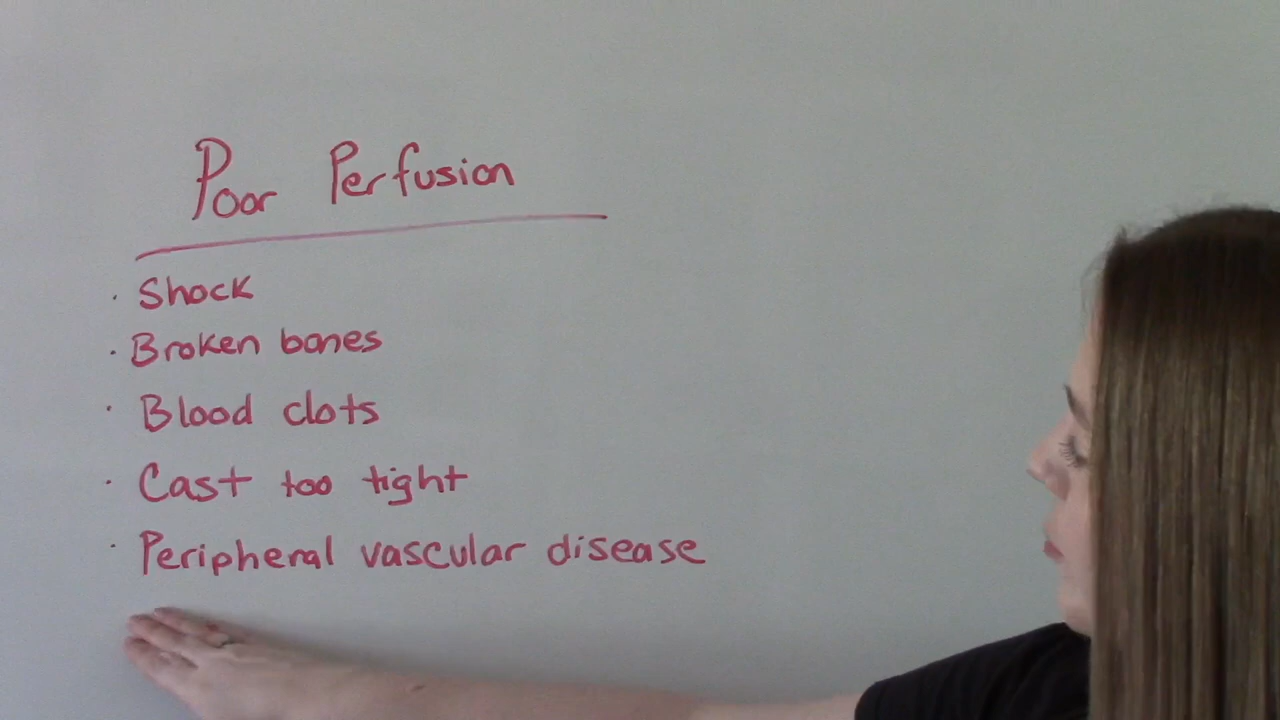 Poor Perfusion
· Shock
· Broken bones
· Blood clots
· Cast too tight
· Peripheral vascular disease